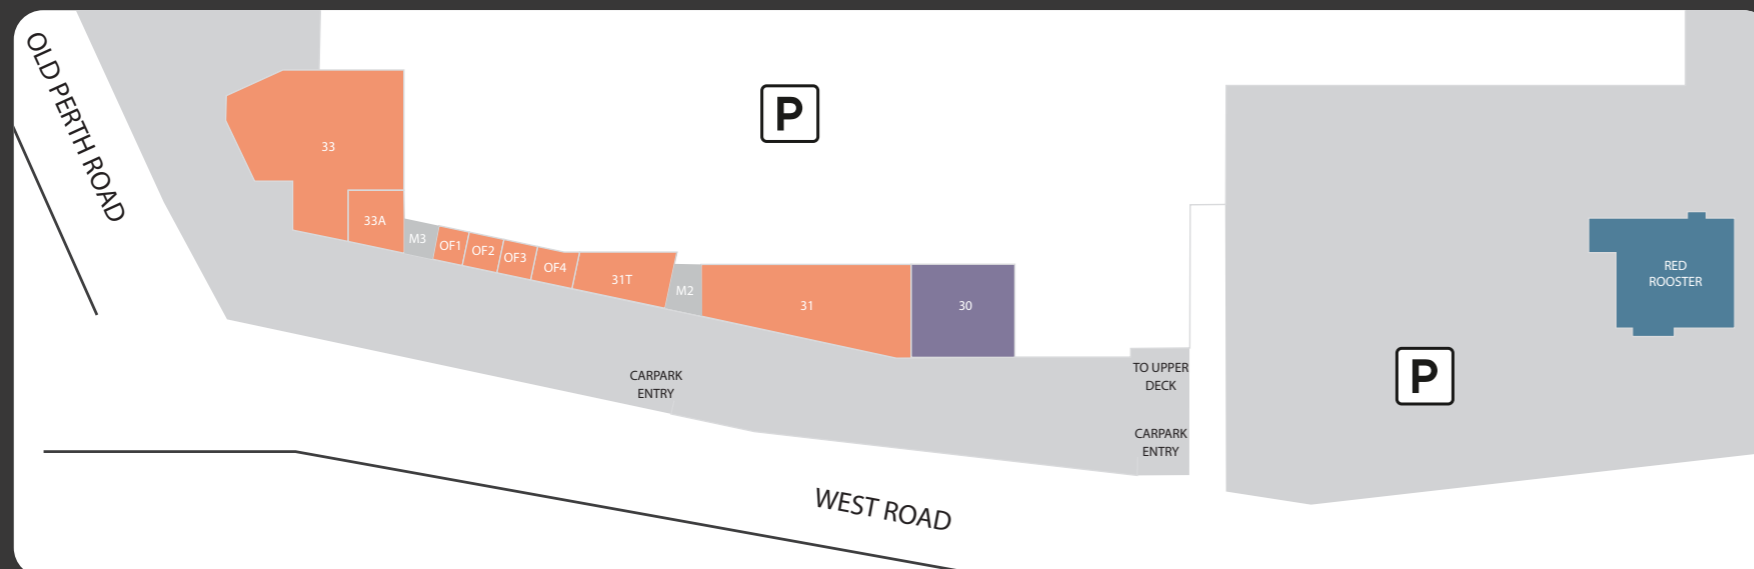 OLD PERTH ROAD
P
33
33A
M3
OF1
OF2
OF3
OF4
31T
M2
31
30
RED
ROOSTER
CARPARK
ENTRY
TO UPPER
DECK
P
CARPARK
ENTRY
WEST ROAD